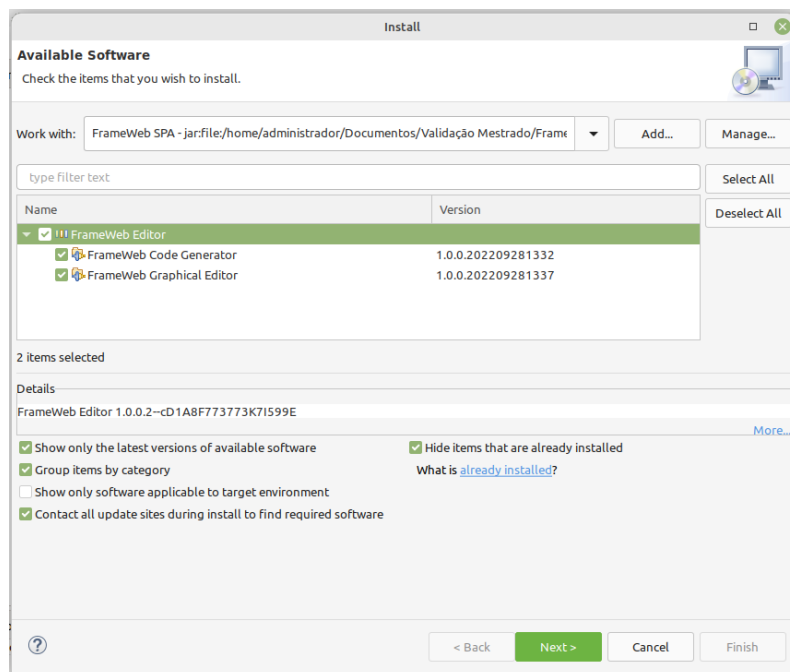 Install
Available Software
Check the items that you wish to install.
Work with: FrameWeb SPA - jar:file:/home/administrador/Documentos/Validação Mestrado/Frame Add... Manage...
type filter text Select All
Name Version Deselect All
FrameWeb Editor
FrameWeb Code Generator 1.0.0.202209281332
FrameWeb Graphical Editor 1.0.0.202209281337
2 items selected
Details
FrameWeb Editor 1.0.0.2--cD1A8F773773K7I599E
More...
Show only the latest versions of available software Hide items that are already installed
Group items by category What is already installed?
Show only software applicable to target environment
Contact all update sites during install to find required software
? < Back Next > Cancel Finish